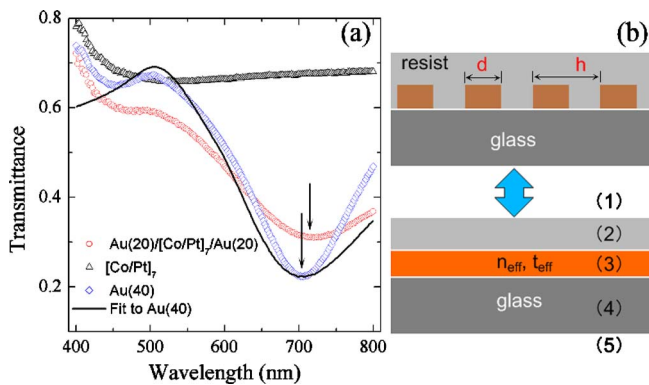 0.8
0.6
0.4
0.2
Transmittance
(a)
Au(20)/[Co/Pt]₇/Au(20)
[Co/Pt]₇
Au(40)
Fit to Au(40)
400 500 600 700 800
Wavelength (nm)
(b)
resist d h
glass
(1)
(2)
n_eff, t_eff (3)
glass (4)
(5)